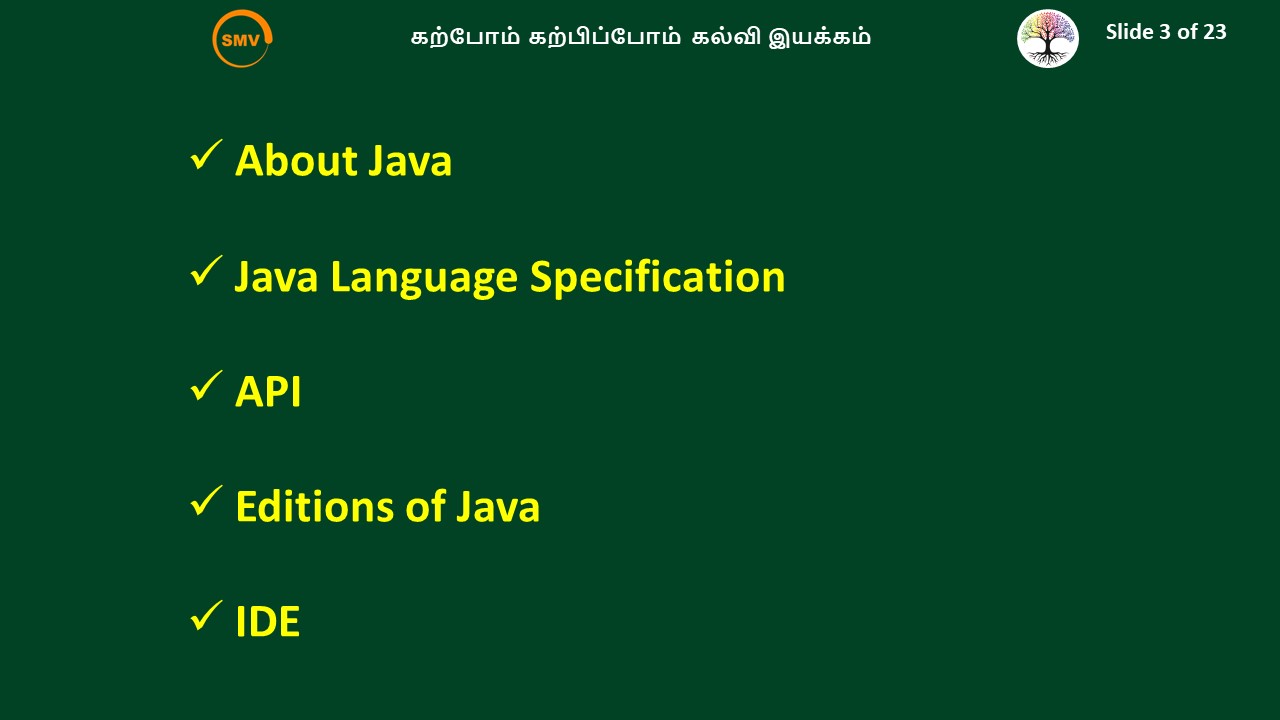 SMV
கற்போம் கற்பிப்போம் கல்வி இயக்கம்
Slide 3 of 23
✓ About Java
✓ Java Language Specification
✓ API
✓ Editions of Java
✓ IDE